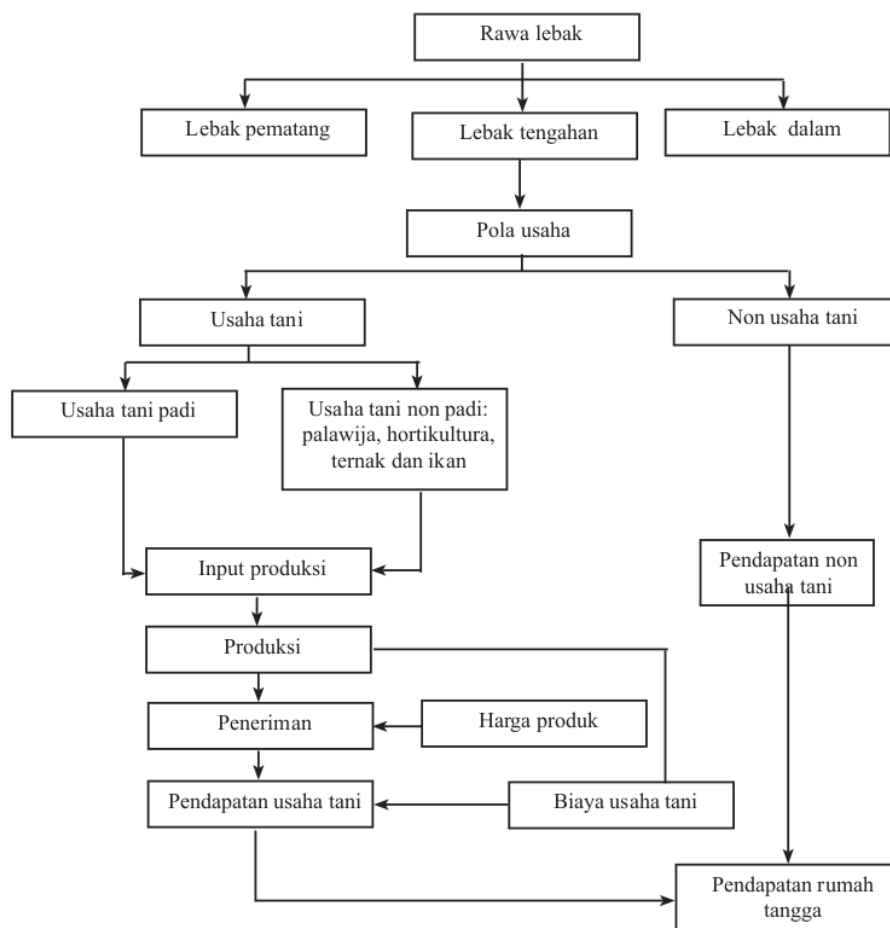 Rawa lebak
Lebak pematang
Lebak tengahan
Lebak dalam
Pola usaha
Usaha tani
Non usaha tani
Usaha tani padi
Usaha tani non padi:
palawija, hortikultura,
ternak dan ikan
Input produksi
Pendapatan non
usaha tani
Produksi
Peneriman
Harga produk
Pendapatan usaha tani
Biaya usaha tani
Pendapatan rumah
tangga